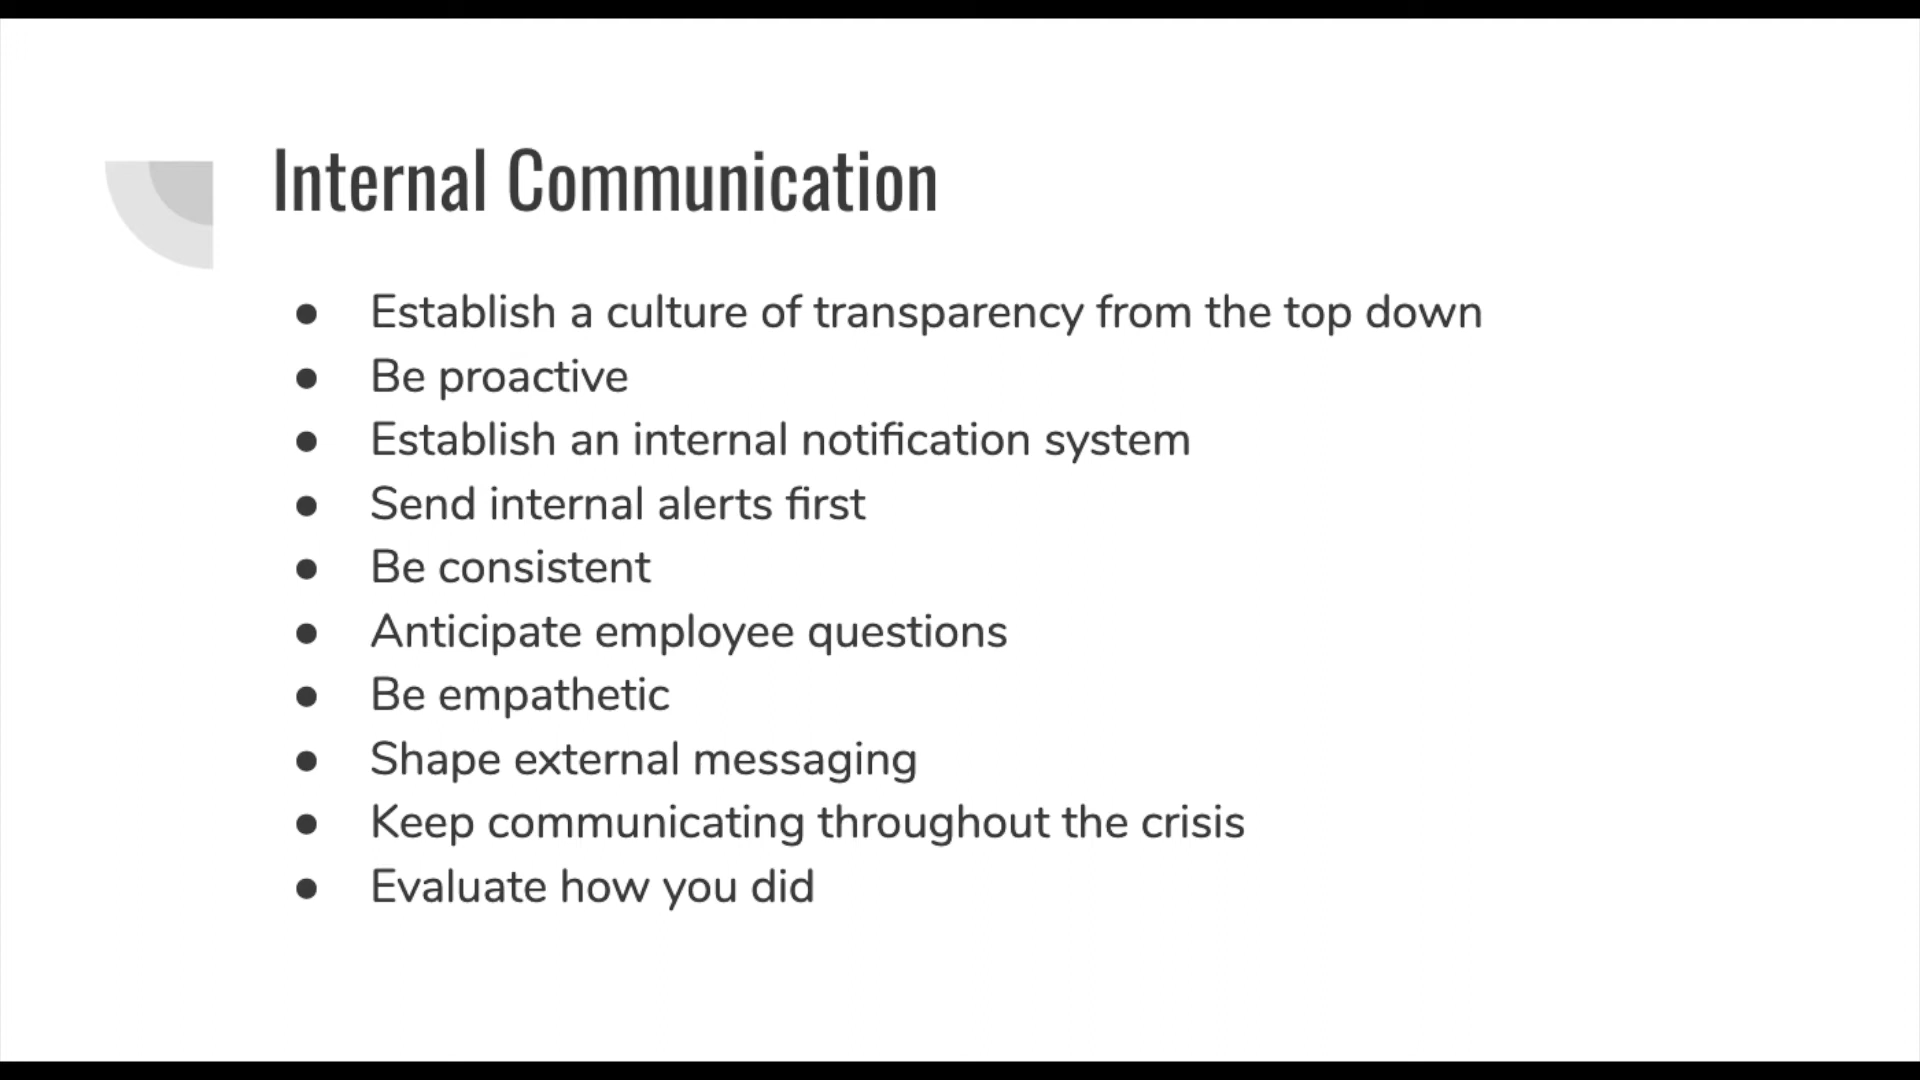 Internal Communication
● Establish a culture of transparency from the top down
● Be proactive
● Establish an internal notification system
● Send internal alerts first
● Be consistent
● Anticipate employee questions
● Be empathetic
● Shape external messaging
● Keep communicating throughout the crisis
● Evaluate how you did